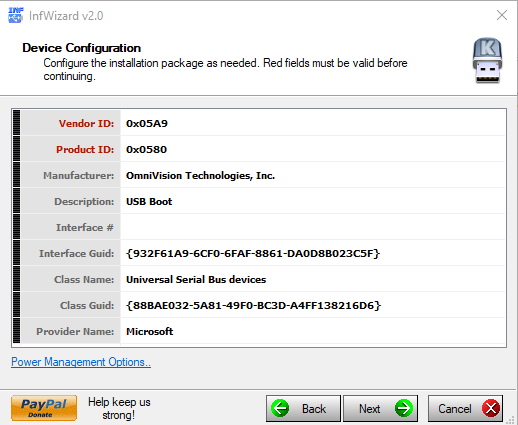 InfWizard v2.0
Device Configuration
Configure the installation package as needed. Red fields must be valid before
continuing.
INF
K
Vendor ID: 0x05A9
Product ID: 0x0580
Manufacturer: OmniVision Technologies, Inc.
Description: USB Boot
Interface #
Interface Guid: {932F61A9-6CF0-6FAF-8861-DA0D8B023C5F}
Class Name: Universal Serial Bus devices
Class Guid: {88BAE032-5A81-49F0-BC3D-A4FF138216D6}
Provider Name: Microsoft
Power Management Options..
PayPal
Donate
Help keep us
strong!
Back
Next
Cancel